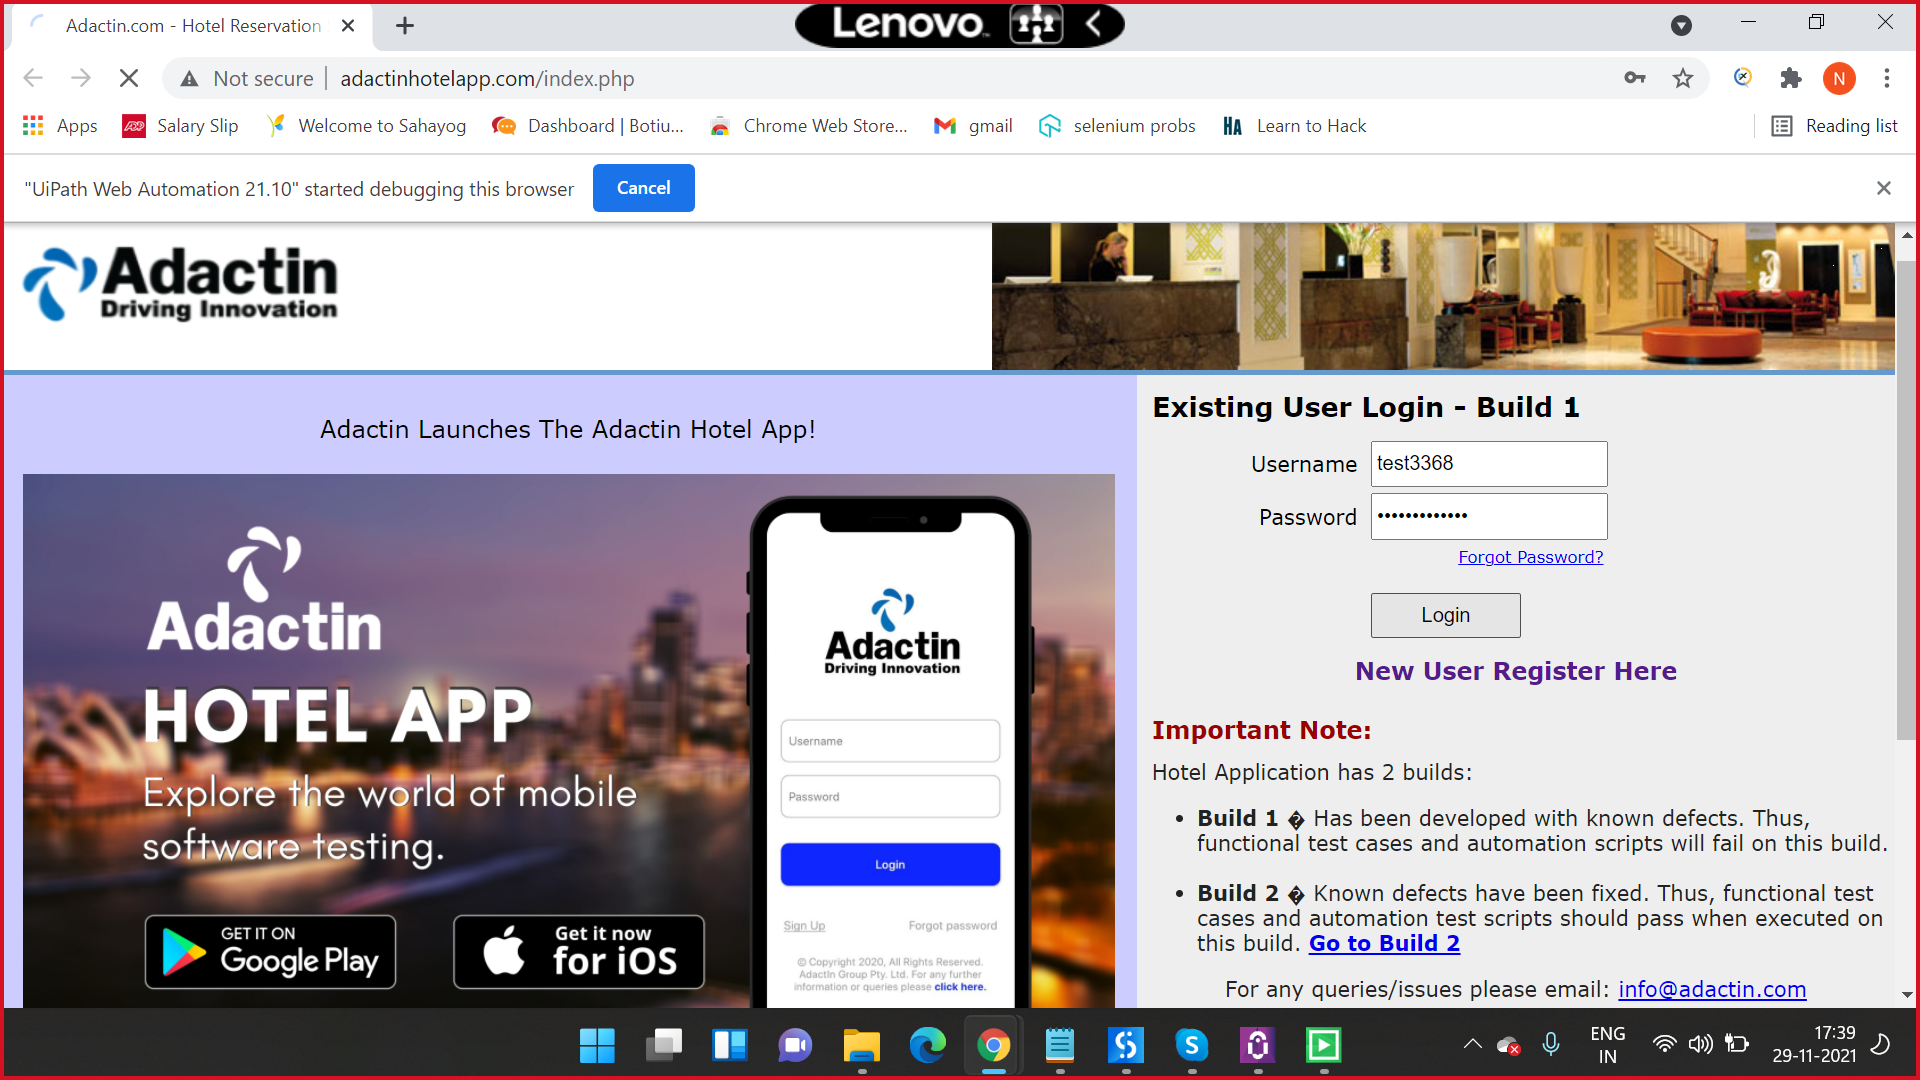 Adactin.com - Hotel Reservation
Lenovo
Not secure | adactinhotelapp.com/index.php
N
Apps
ADP
Salary Slip
Welcome to Sahayog
Dashboard | Botiu...
Chrome Web Store...
gmail
selenium probs
HA
Learn to Hack
Reading list
"UiPath Web Automation 21.10" started debugging this browser
Cancel
Adactin
Driving Innovation
Adactin Launches The Adactin Hotel App!
Adactin
HOTEL APP
Explore the world of mobile
software testing.
GET IT ON
Google Play
Get it now
for iOS
Adactin
Driving Innovation
Username
Password
Login
Sign Up
Forgot password
© Copyright 2020, All Rights Reserved.
AdactIn Group Pty. Ltd. For any further
information or queries please click here.
Existing User Login - Build 1
Username
test3368
Password
•••••••••••••
Forgot Password?
Login
New User Register Here
Important Note:
Hotel Application has 2 builds:
• Build 1 � Has been developed with known defects. Thus,
functional test cases and automation scripts will fail on this build.
• Build 2 � Known defects have been fixed. Thus, functional test
cases and automation test scripts should pass when executed on
this build. Go to Build 2
For any queries/issues please email: info@adactin.com
S
ENG
IN
17:39
29-11-2021